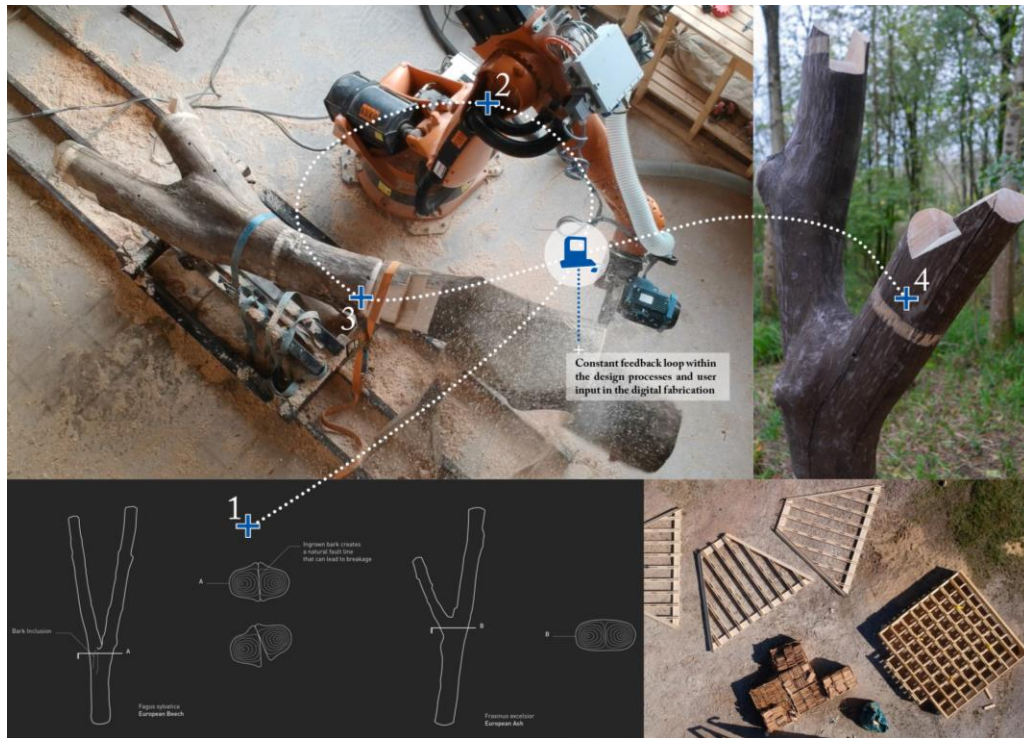 2
3
4
Constant feedback loop within
the design processes and user
input in the digital fabrication
1
Ingrown bark creates
a natural fault line
that can lead to breakage
A
Bark Inclusion
A
B
B
Fagus sylvatica
European Beech
Fraxinus excelsior
European Ash